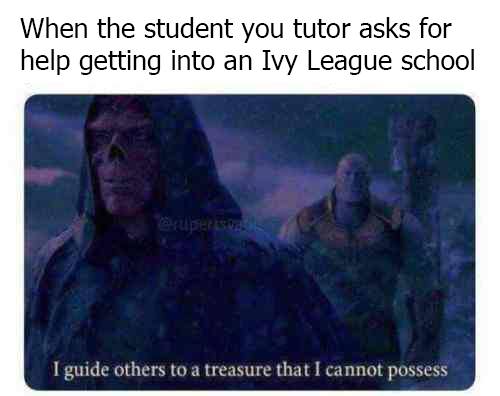 When the student you tutor asks for
help getting into an Ivy League school
I guide others to a treasure that I cannot possess